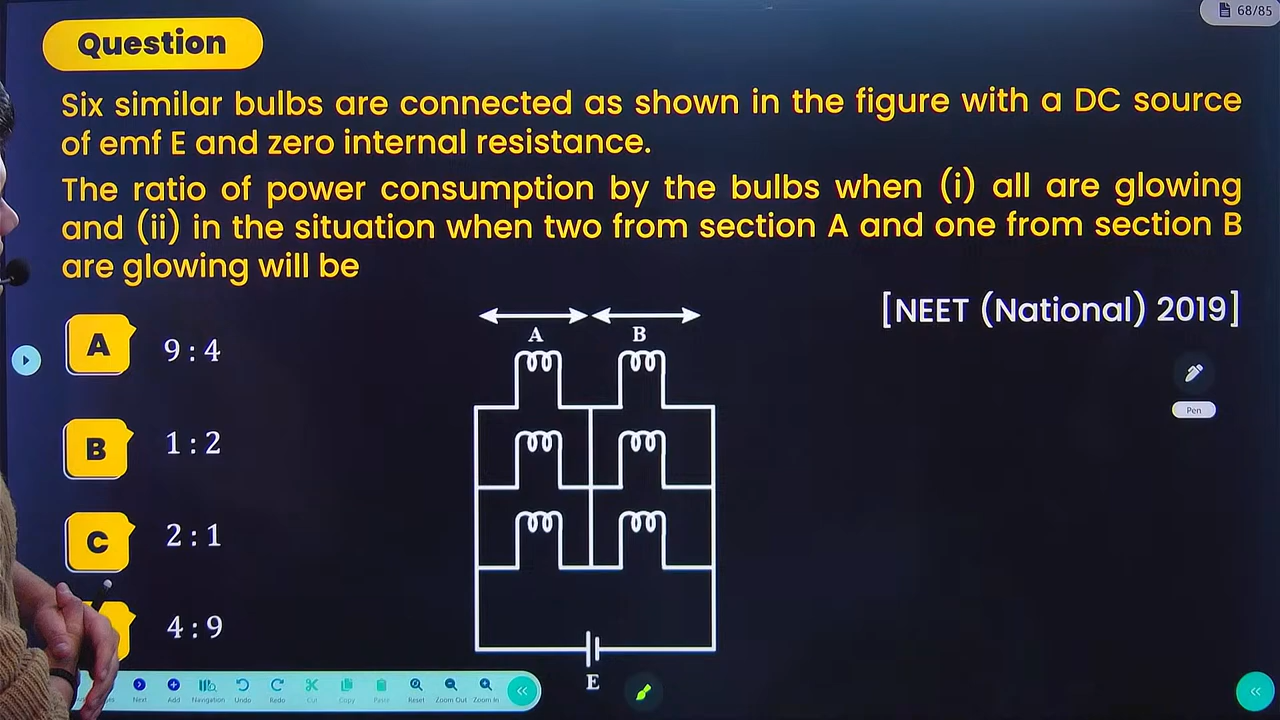 68/85
Question
Six similar bulbs are connected as shown in the figure with a DC source
of emf E and zero internal resistance.
The ratio of power consumption by the bulbs when (i) all are glowing
and (ii) in the situation when two from section A and one from section B
are glowing will be
[NEET (National) 2019]
A 9 : 4
B 1 : 2
C 2 : 1
4 : 9
A B
E
Pen
Next Add Navigation Undo Redo Cut Copy Paste Reset Zoom Out Zoom In